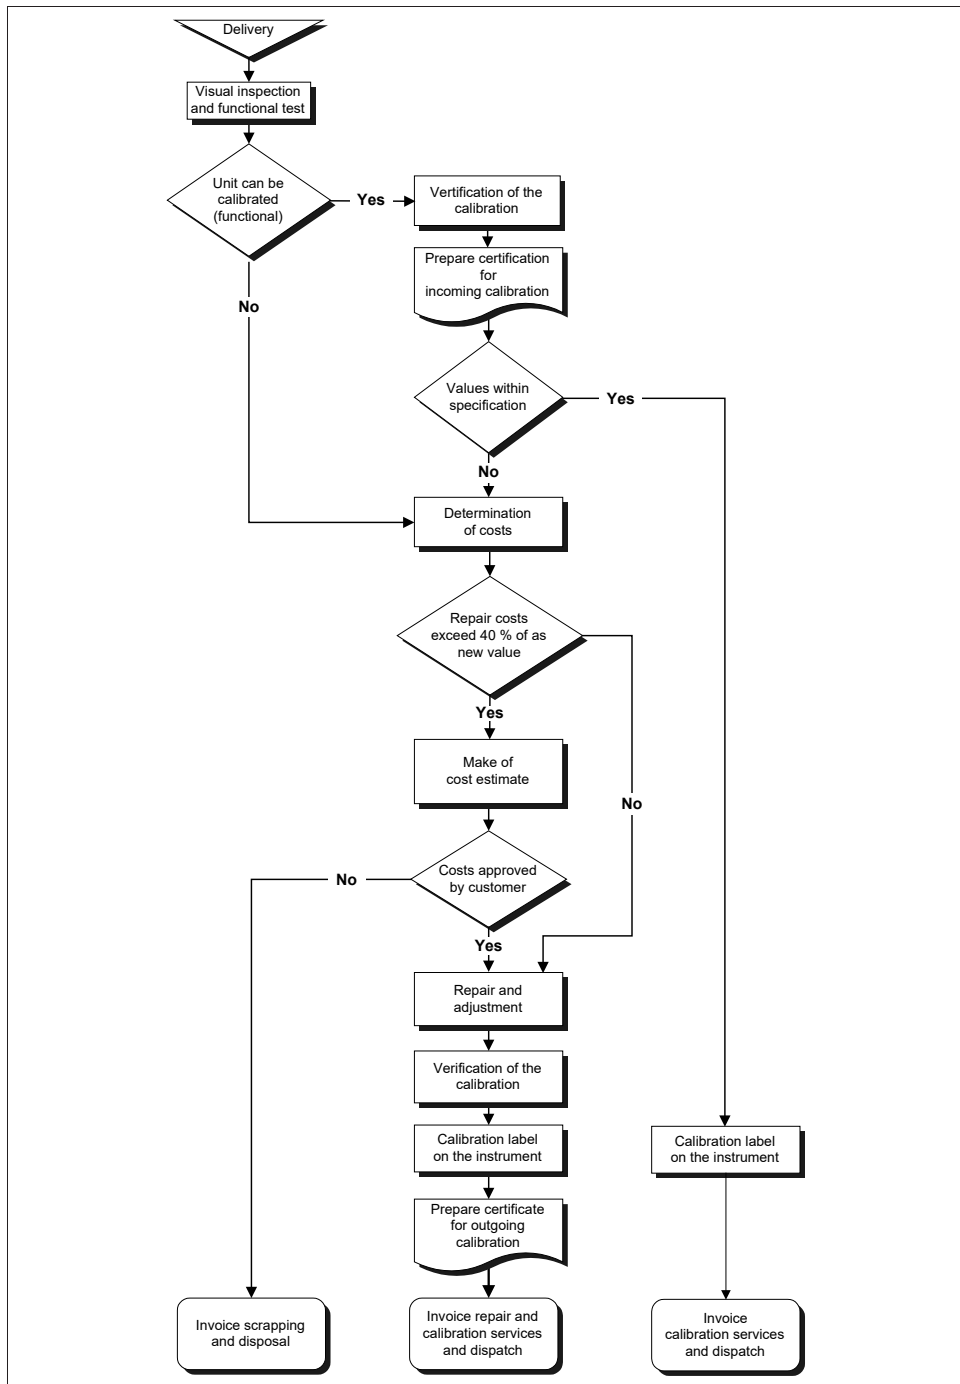 Delivery
Visual inspection
and functional test
Unit can be
calibrated
(functional)
Yes
Vertification of the
calibration
Prepare certification
for
incoming calibration
No
Values within
specification
Yes
No
Determination
of costs
Repair costs
exceed 40 % of as
new value
Yes
Make of
cost estimate
No
Costs approved
by customer
No
Yes
Repair and
adjustment
Verification of the
calibration
Calibration label
on the instrument
Calibration label
on the instrument
Prepare certificate
for outgoing
calibration
Invoice scrapping
and disposal
Invoice repair and
calibration services
and dispatch
Invoice
calibration services
and dispatch